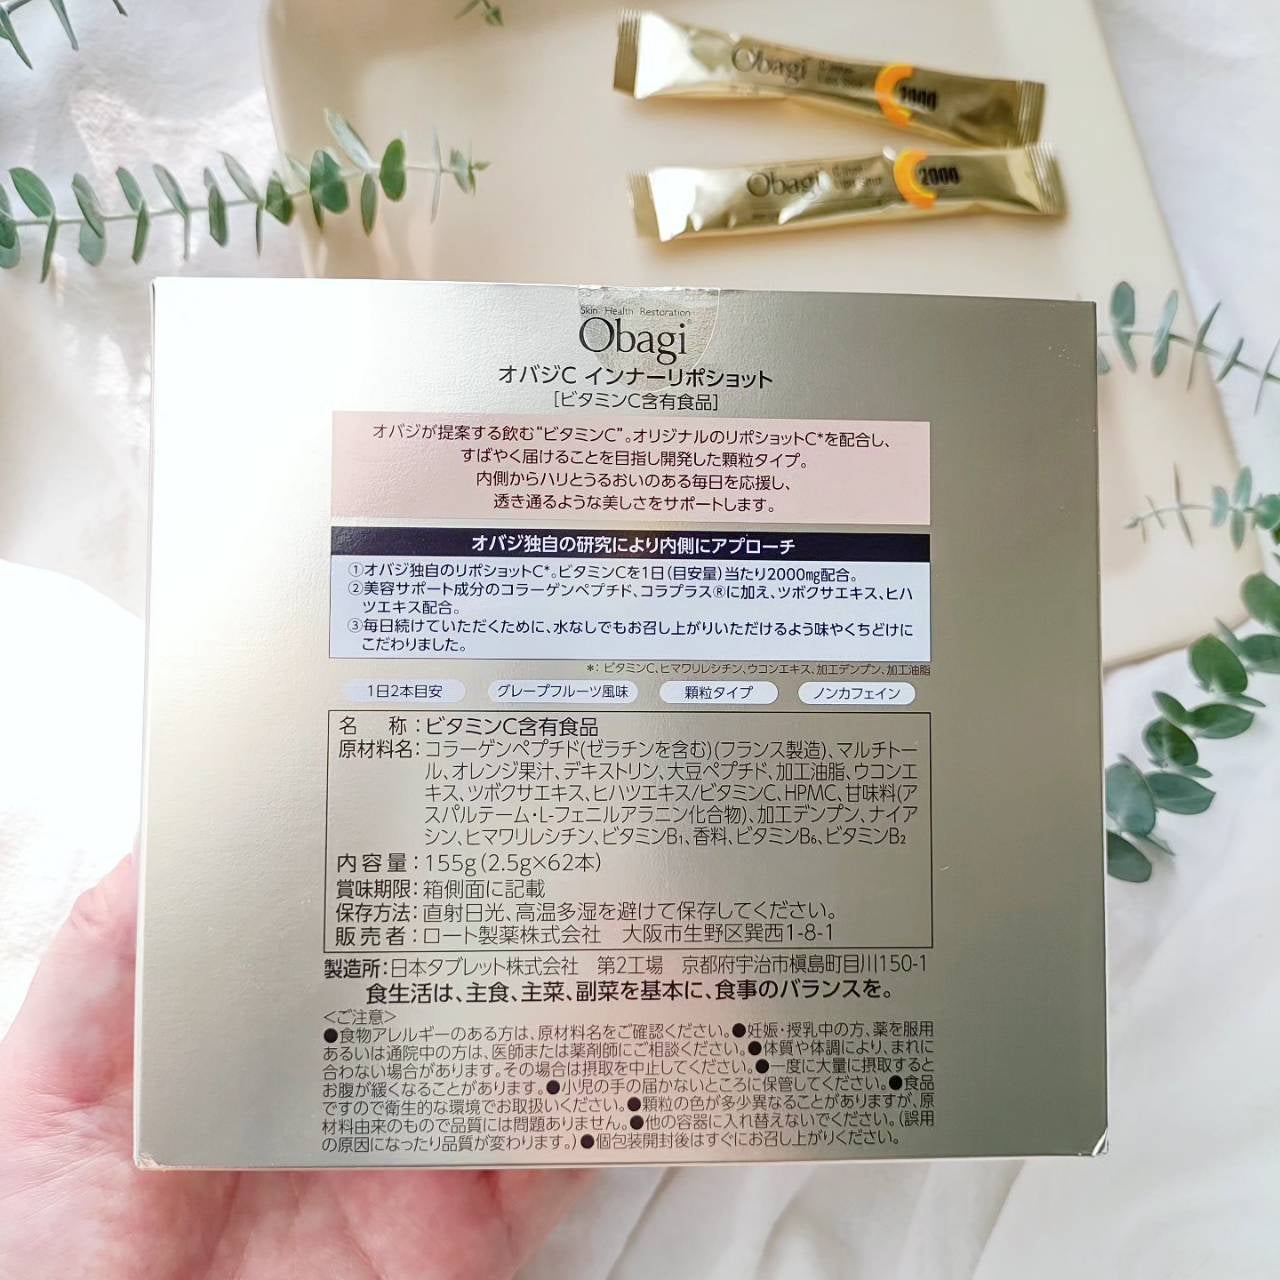 Obagi
2000
Obagi
2000
Skin Health Restoration
Obagi®
オバジC インナーリポショット
[ビタミンC含有食品]
オバジが提案する飲む“ビタミンC”。オリジナルのリポショットC*を配合し、
すばやく届けることを目指し開発した顆粒タイプ。
内側からハリとうるおいのある毎日を応援し、
透き通るような美しさをサポートします。
オバジ独自の研究により内側にアプローチ
①オバジ独自のリポショットC*。ビタミンCを1日(目安量)当たり2000㎎配合。
②美容サポート成分のコラーゲンペプチド、コラプラス®に加え、ツボクサエキス、ヒハ
ツエキス配合。
③毎日続けていただくために、水なしでもお召し上がりいただけるよう味やくちどけに
こだわりました。
*: ビタミンC、ヒマワリレシチン、ウコンエキス、加工デンプン、加工油脂
1日2本目安 グレープフルーツ風味 顆粒タイプ ノンカフェイン
名 称:ビタミンC含有食品
原材料名:コラーゲンペプチド(ゼラチンを含む)(フランス製造)、マルチトー
ル、オレンジ果汁、デキストリン、大豆ペプチド、加工油脂、ウコンエ
キス、ツボクサエキス、ヒハツエキス/ビタミンC、HPMC、甘味料(ア
スパルテーム・L-フェニルアラニン化合物)、加工デンプン、ナイア
シン、ヒマワリレシチン、ビタミンB₁、香料、ビタミンB₆、ビタミンB₂
内容量:155g(2.5g×62本)
賞味期限:箱側面に記載
保存方法:直射日光、高温多湿を避けて保存してください。
販売者:ロート製薬株式会社 大阪市生野区巽西1-8-1
製造所:日本タブレット株式会社 第2工場 京都府宇治市槇島町目川150-1
食生活は、主食、主菜、副菜を基本に、食事のバランスを。
<ご注意>
●食物アレルギーのある方は、原材料名をご確認ください。●妊娠・授乳中の方、薬を服用
あるいは通院中の方は、医師または薬剤師にご相談ください。●体質や体調により、まれに
合わない場合があります。その場合は摂取を中止してください。●一度に大量に摂取すると
お腹が緩くなることがあります。●小児の手の届かないところに保管してください。●食品
ですので衛生的な環境でお取扱いください。●顆粒の色が多少異なることがありますが、原
材料由来のもので品質には問題ありません。●他の容器に入れ替えないでください。(誤用
の原因になったり品質が変わります。)●個包装開封後はすぐにお召し上がりください。